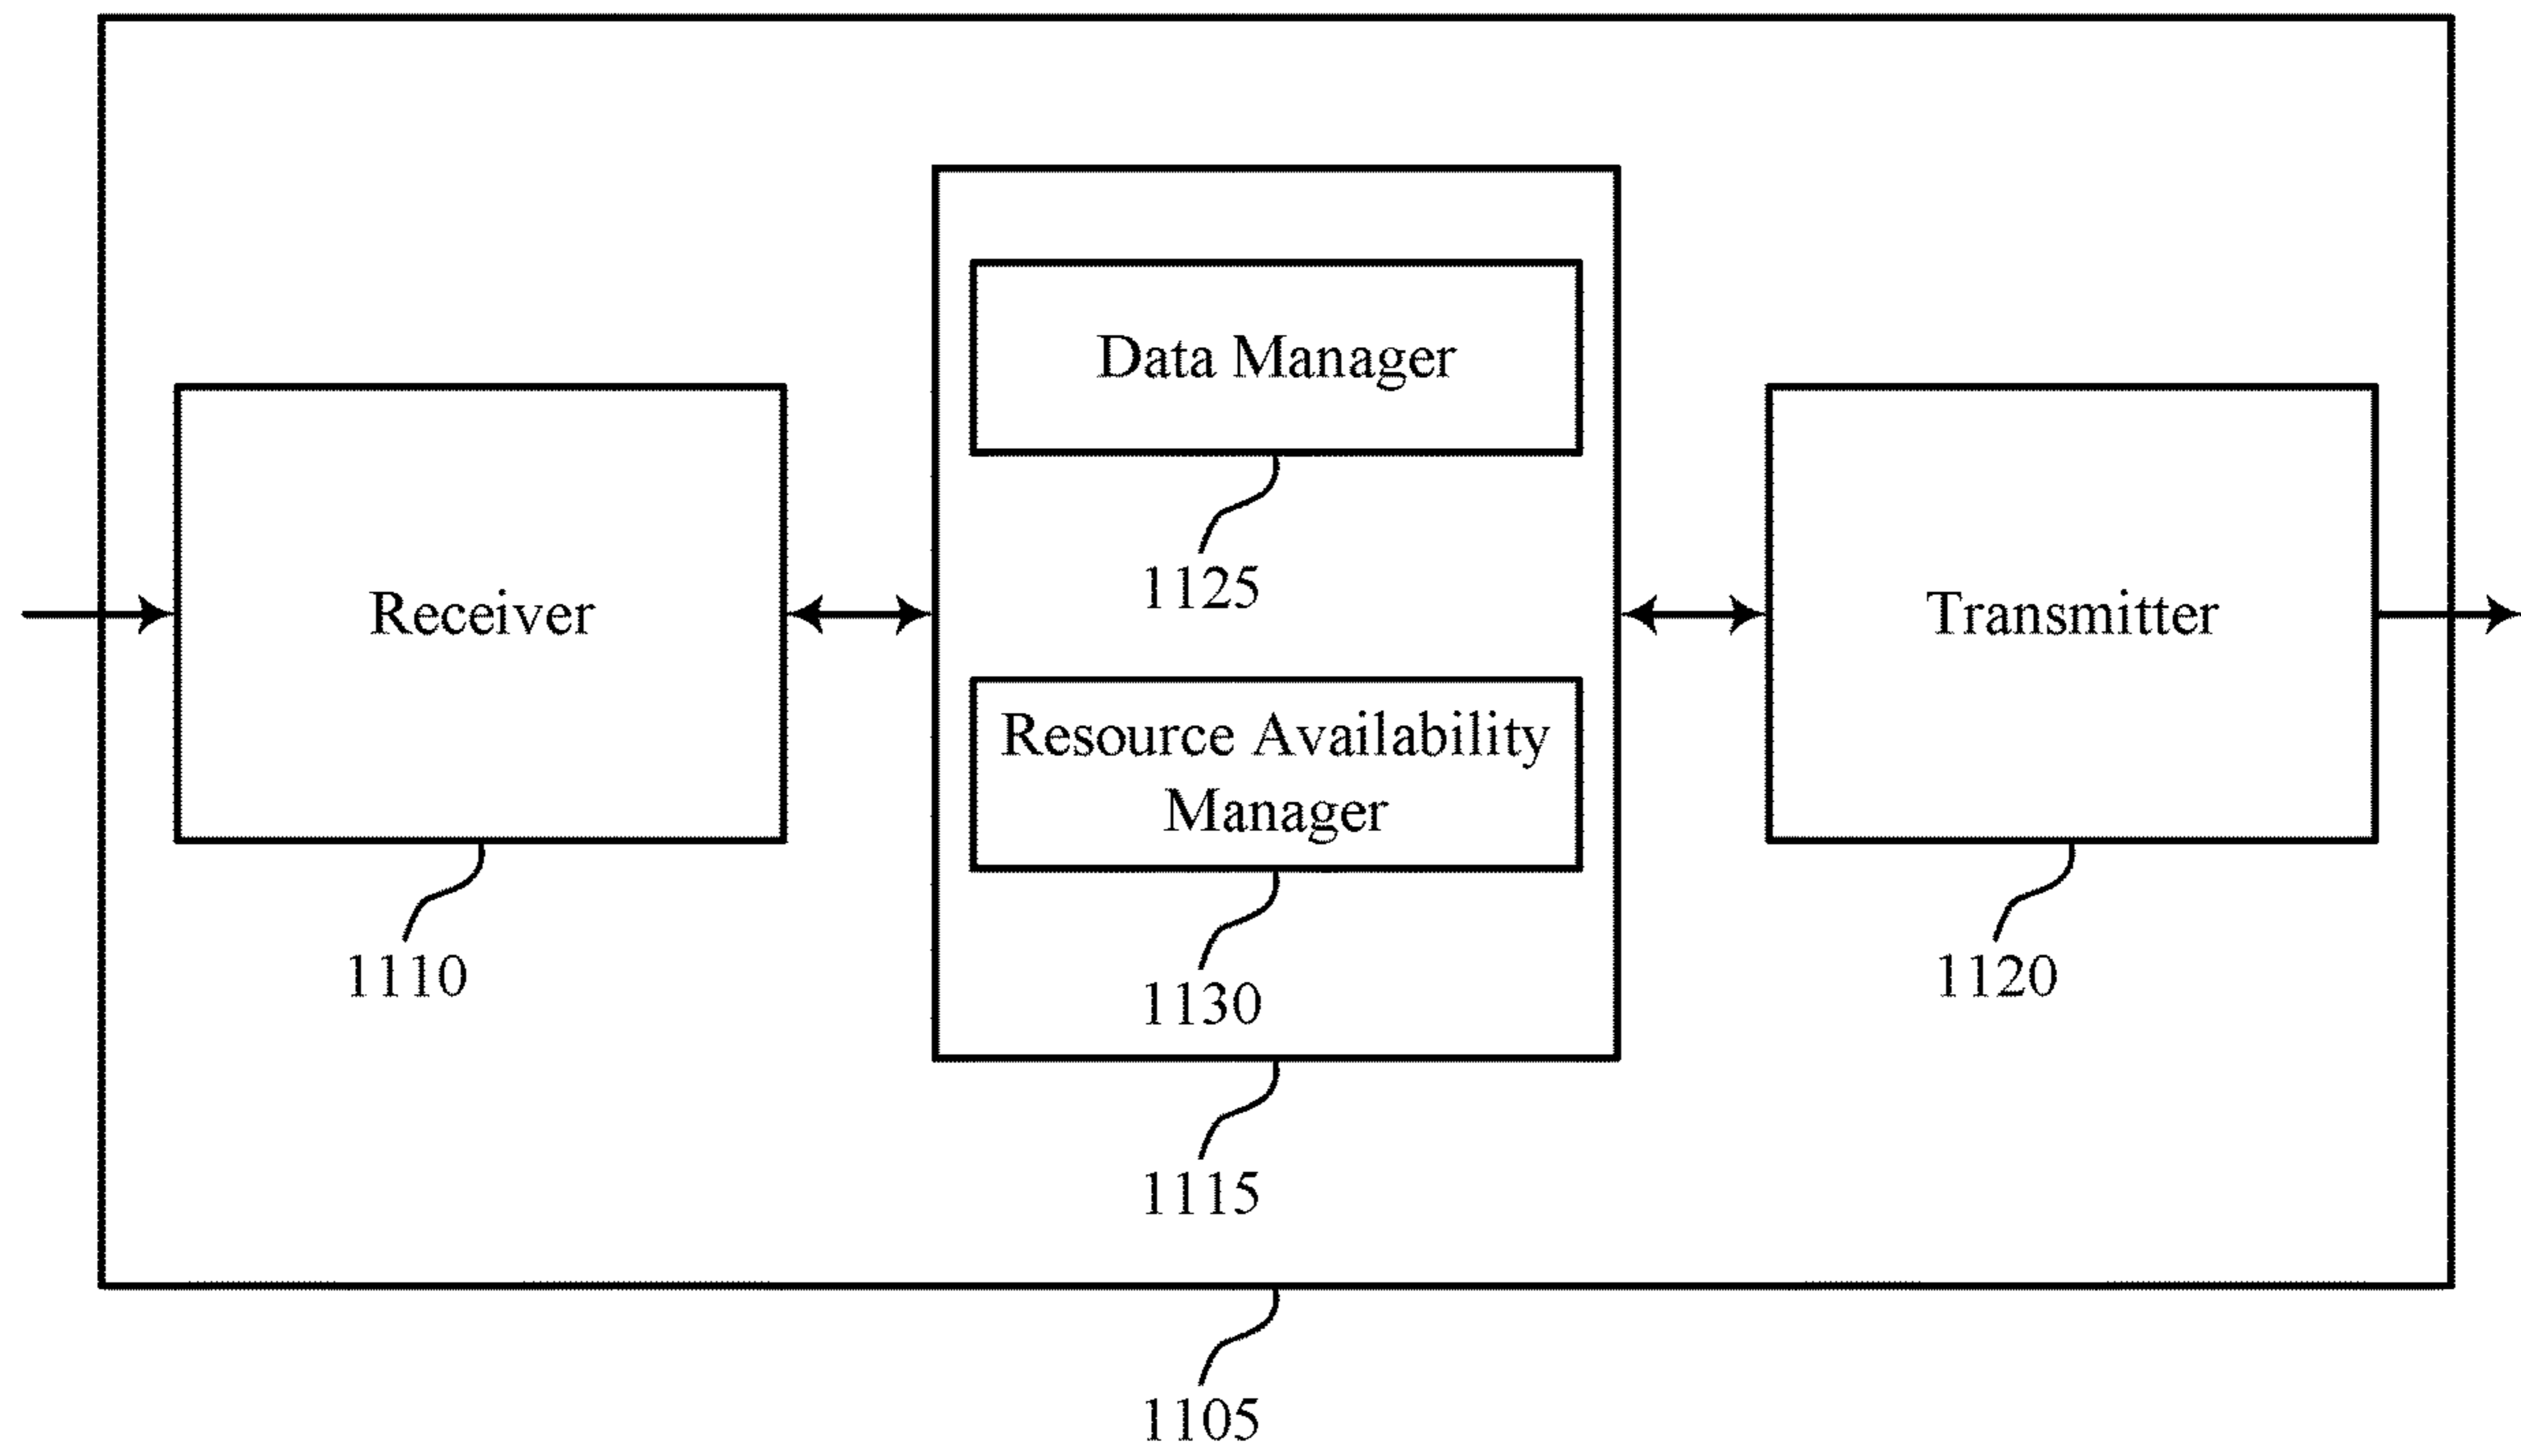 Data Manager
1125
Receiver
Transmitter
Resource Availability
Manager
1110
1130
1120
1115
1105